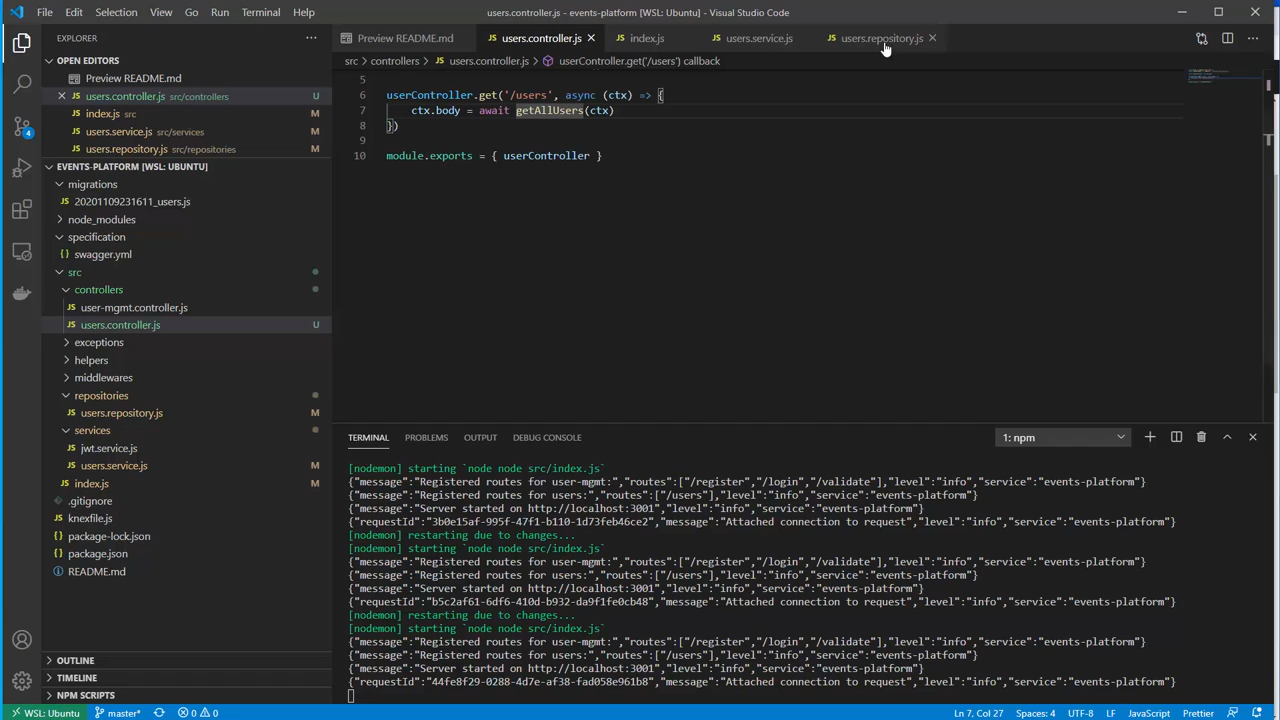 File Edit Selection View Go Run Terminal Help
users.controller.js - events-platform [WSL: Ubuntu] - Visual Studio Code
EXPLORER
Preview README.md
users.controller.js
index.js
users.service.js
users.repository.js
src > controllers > users.controller.js > userController.get('/users') callback
OPEN EDITORS
Preview README.md
users.controller.js src/controllers U
index.js src M
users.service.js src/services M
users.repository.js src/repositories M
EVENTS-PLATFORM [WSL: UBUNTU]
migrations
20201109231611_users.js
node_modules
specification
swagger.yml
src
controllers
user-mgmt.controller.js
users.controller.js U
exceptions
helpers
middlewares
repositories
users.repository.js M
services
jwt.service.js
users.service.js M
index.js M
.gitignore
knexfile.js
package-lock.json
package.json
README.md
OUTLINE
TIMELINE
NPM SCRIPTS
4
5
6 userController.get('/users', async (ctx) => {
7 ctx.body = await getAllUsers(ctx)
8 })
9
10 module.exports = { userController }
TERMINAL PROBLEMS OUTPUT DEBUG CONSOLE
1: npm
[nodemon] starting `node node src/index.js`
{"message":"Registered routes for user-mgmt:","routes":["/register","/login","/validate"],"level":"info","service":"events-platform"}
{"message":"Registered routes for users:","routes":["/users"],"level":"info","service":"events-platform"}
{"message":"Server started on http://localhost:3001","level":"info","service":"events-platform"}
{"requestId":"3b0e15af-995f-47f1-b110-1d73feb46ce2","message":"Attached connection to request","level":"info","service":"events-platform"}
[nodemon] restarting due to changes...
[nodemon] starting `node node src/index.js`
{"message":"Registered routes for user-mgmt:","routes":["/register","/login","/validate"],"level":"info","service":"events-platform"}
{"message":"Registered routes for users:","routes":["/users"],"level":"info","service":"events-platform"}
{"message":"Server started on http://localhost:3001","level":"info","service":"events-platform"}
{"requestId":"b5c2af61-6df6-410d-b932-da9f1fe0cb48","message":"Attached connection to request","level":"info","service":"events-platform"}
[nodemon] restarting due to changes...
[nodemon] starting `node node src/index.js`
{"message":"Registered routes for user-mgmt:","routes":["/register","/login","/validate"],"level":"info","service":"events-platform"}
{"message":"Registered routes for users:","routes":["/users"],"level":"info","service":"events-platform"}
{"message":"Server started on http://localhost:3001","level":"info","service":"events-platform"}
{"requestId":"44fe8f29-0288-4d7e-af38-fad058e961b8","message":"Attached connection to request","level":"info","service":"events-platform"}
WSL: Ubuntu master* 0 0
Ln 7, Col 27 Spaces: 4 UTF-8 LF JavaScript Prettier